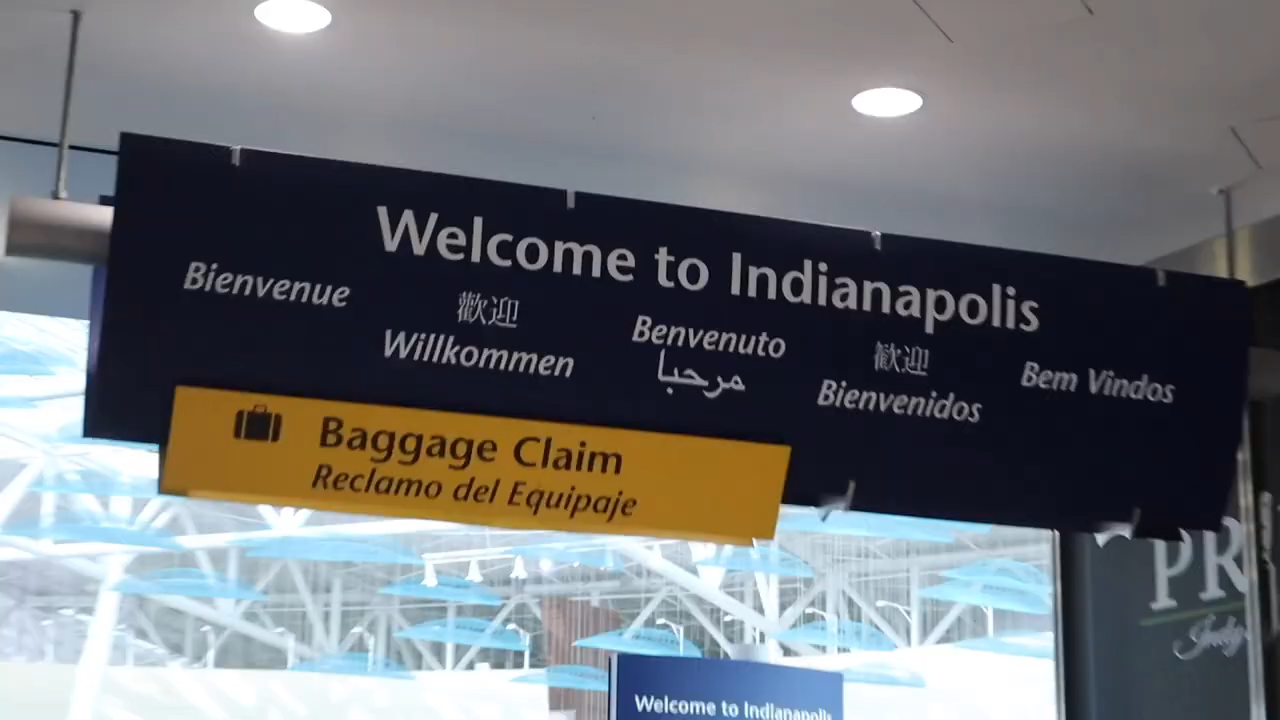 Welcome to Indianapolis
Bienvenue
歡迎
Willkommen
Benvenuto
مرحبا
歓迎
Bienvenidos
Bem Vindos
Baggage Claim
Reclamo del Equipaje
PR
Indy
Welcome to Indianapolis